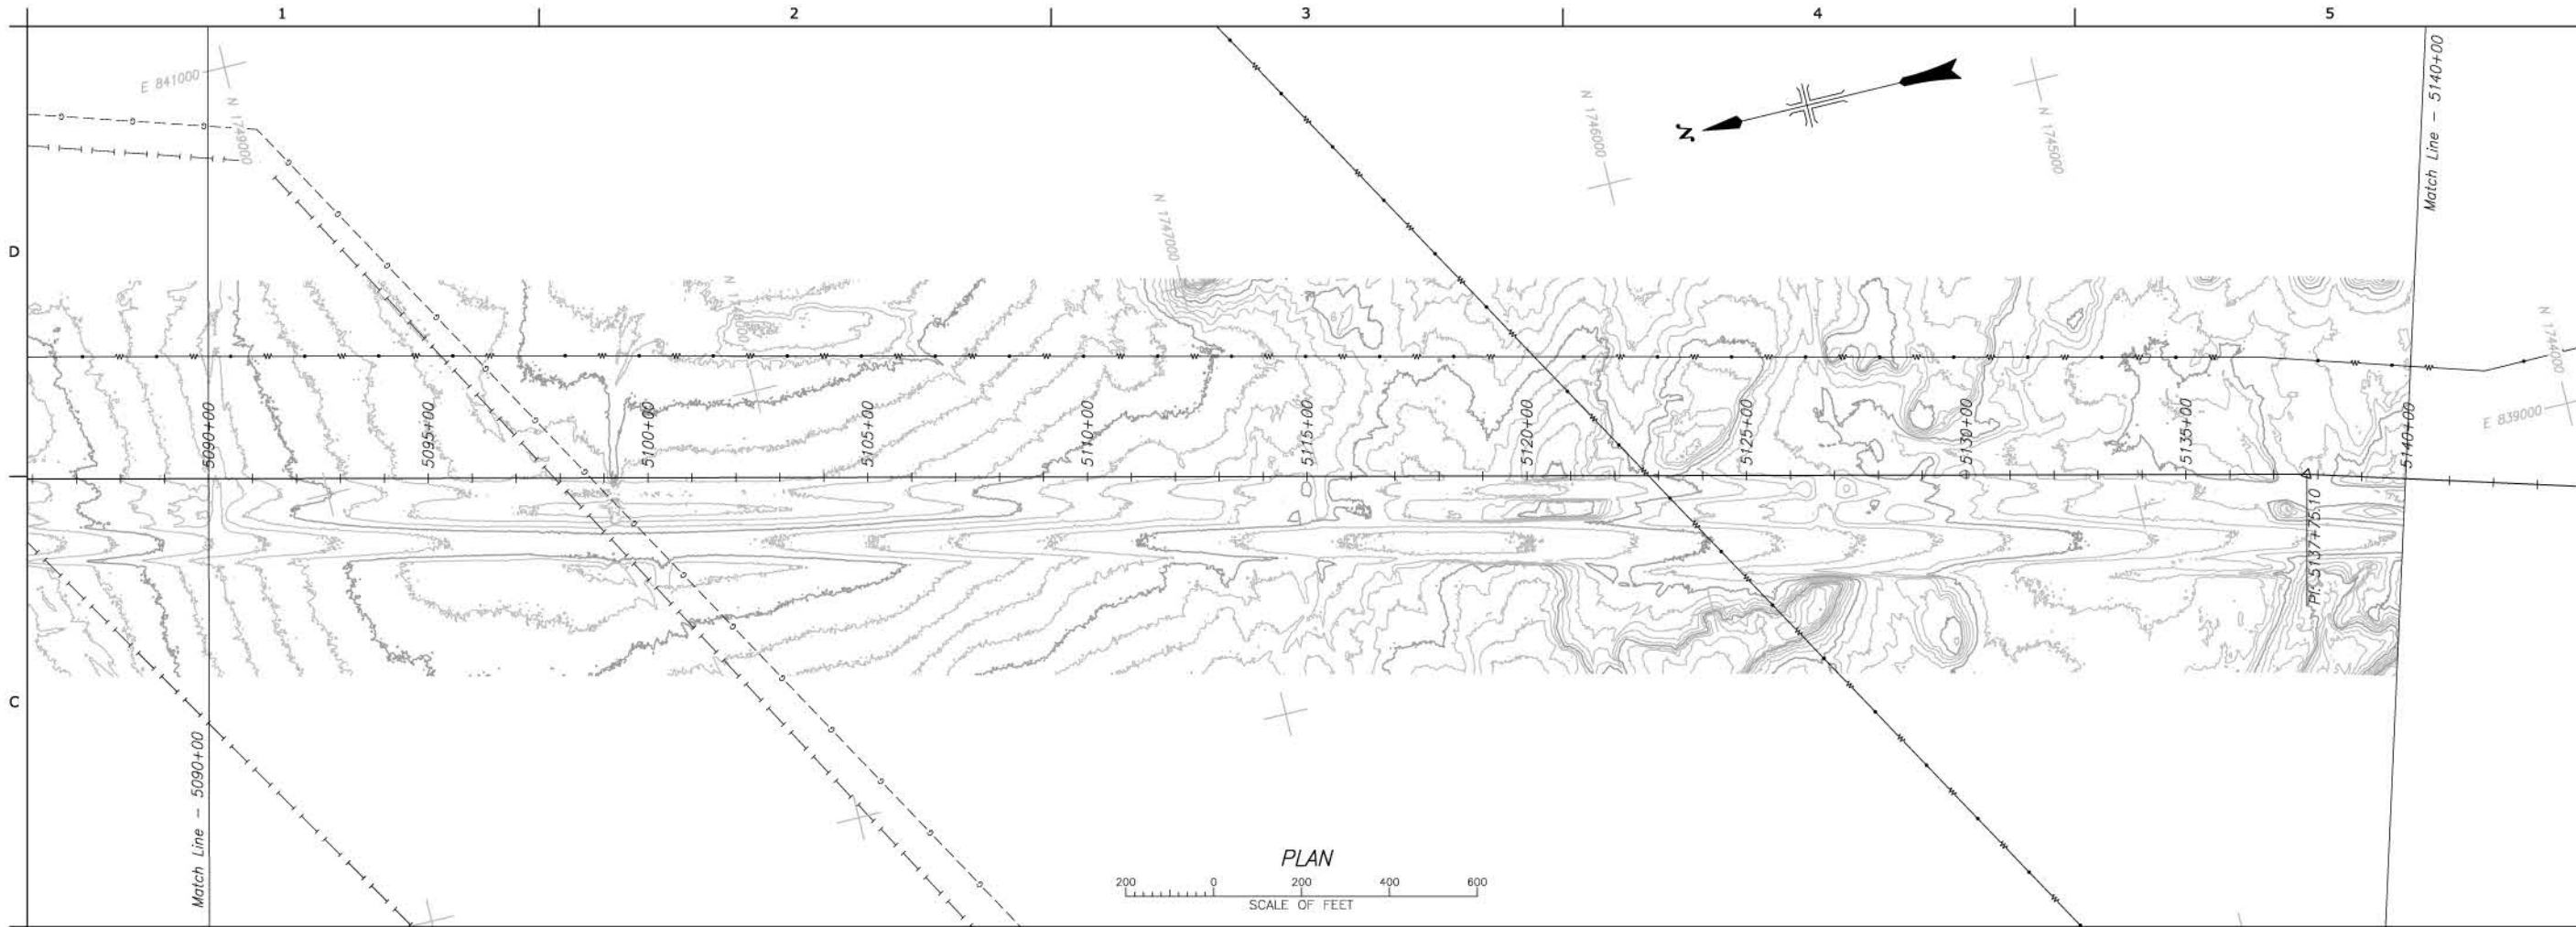 1 2 3 4 5
D
C
E 841000
N 1749000
N 1747000
N 1746000
N 1745000
N 1744000
E 839000
N
Match Line - 5140+00
Match Line - 5090+00
5090+00
5095+00
5100+00
5105+00
5110+00
5115+00
5120+00
5125+00
5130+00
5135+00
5140+00
PI: 5137+75.10
PLAN
200 0 200 400 600
SCALE OF FEET